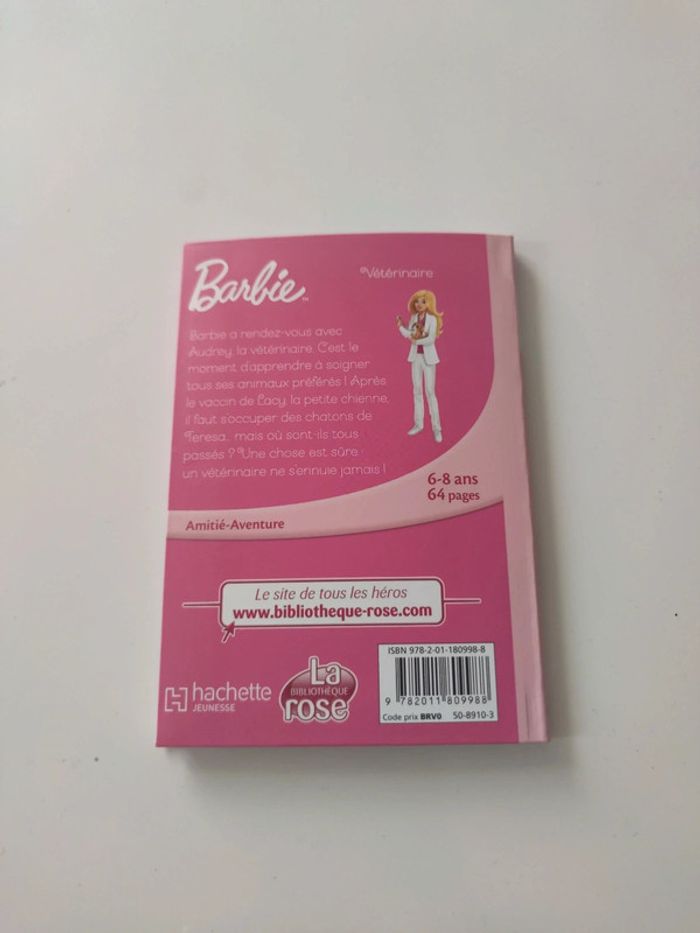 Barbie™
Vétérinaire
Barbie a rendez-vous avec
Audrey, la vétérinaire. C'est le
moment d'apprendre à soigner
tous ses animaux préférés ! Après
le vaccin de Lacy, la petite chienne,
il faut s'occuper des chatons de
Teresa... mais où sont-ils tous
passés ? Une chose est sûre :
un vétérinaire ne s'ennuie jamais !
6-8 ans
64 pages
Amitié-Aventure
Le site de tous les héros
www.bibliotheque-rose.com
hachette
JEUNESSE
La
BIBLIOTHÈQUE
rose
ISBN 978-2-01-180998-8
9 782011 809988
Code prix BRV0 50-8910-3